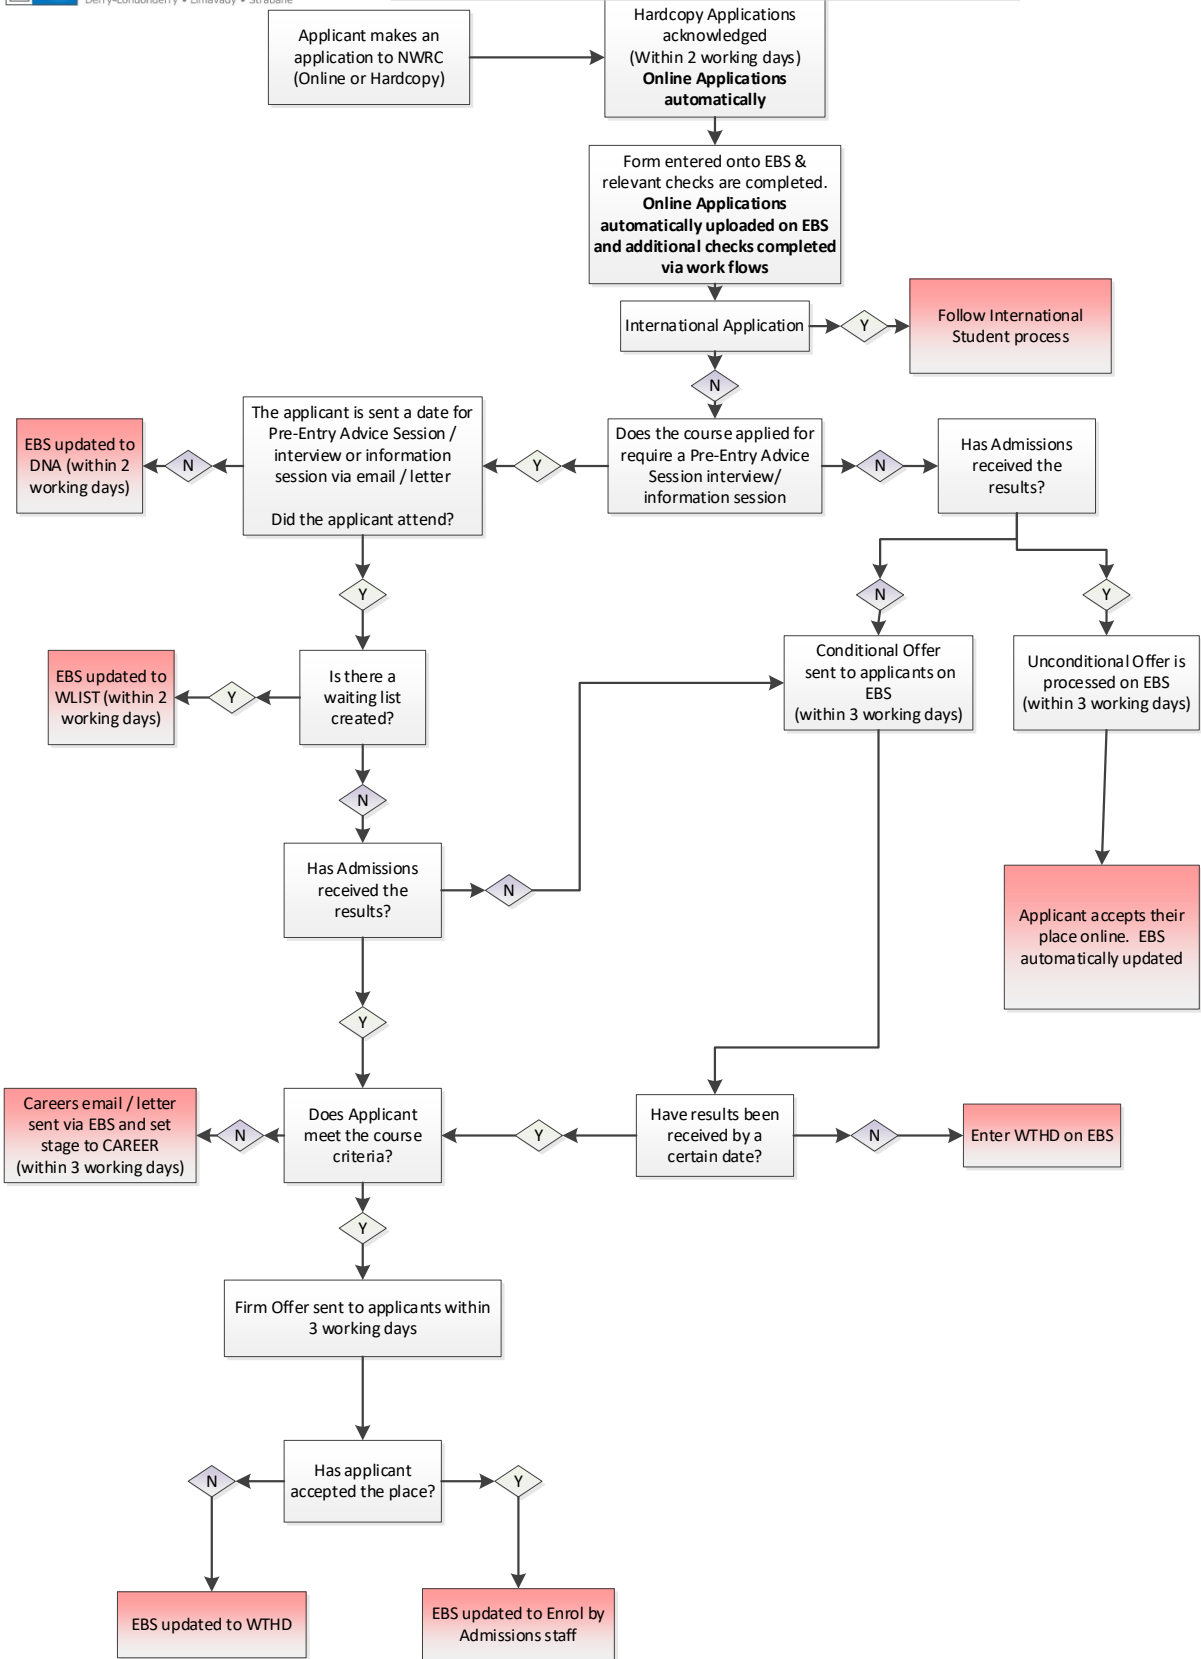 Derry-Londonderry • Limavady • Strabane
Applicant makes an
application to NWRC
(Online or Hardcopy)
Hardcopy Applications
acknowledged
(Within 2 working days)
Online Applications
automatically
Form entered onto EBS &
relevant checks are completed.
Online Applications
automatically uploaded on EBS
and additional checks completed
via work flows
International Application
Y
Follow International
Student process
N
Does the course applied for
require a Pre-Entry Advice
Session interview/
information session
Y
The applicant is sent a date for
Pre-Entry Advice Session /
interview or information
session via email / letter
Did the applicant attend?
N
EBS updated to
DNA (within 2
working days)
N
Has Admissions
received the
results?
N
Y
Conditional Offer
sent to applicants on
EBS
(within 3 working days)
Unconditional Offer is
processed on EBS
(within 3 working days)
Applicant accepts their
place online. EBS
automatically updated
Y
Is there a
waiting list
created?
Y
EBS updated to
WLIST (within 2
working days)
N
Has Admissions
received the
results?
N
Y
Does Applicant
meet the course
criteria?
N
Careers email / letter
sent via EBS and set
stage to CAREER
(within 3 working days)
Y
Have results been
received by a
certain date?
N
Enter WTHD on EBS
Y
Firm Offer sent to applicants within
3 working days
Has applicant
accepted the place?
N
Y
EBS updated to WTHD
EBS updated to Enrol by
Admissions staff